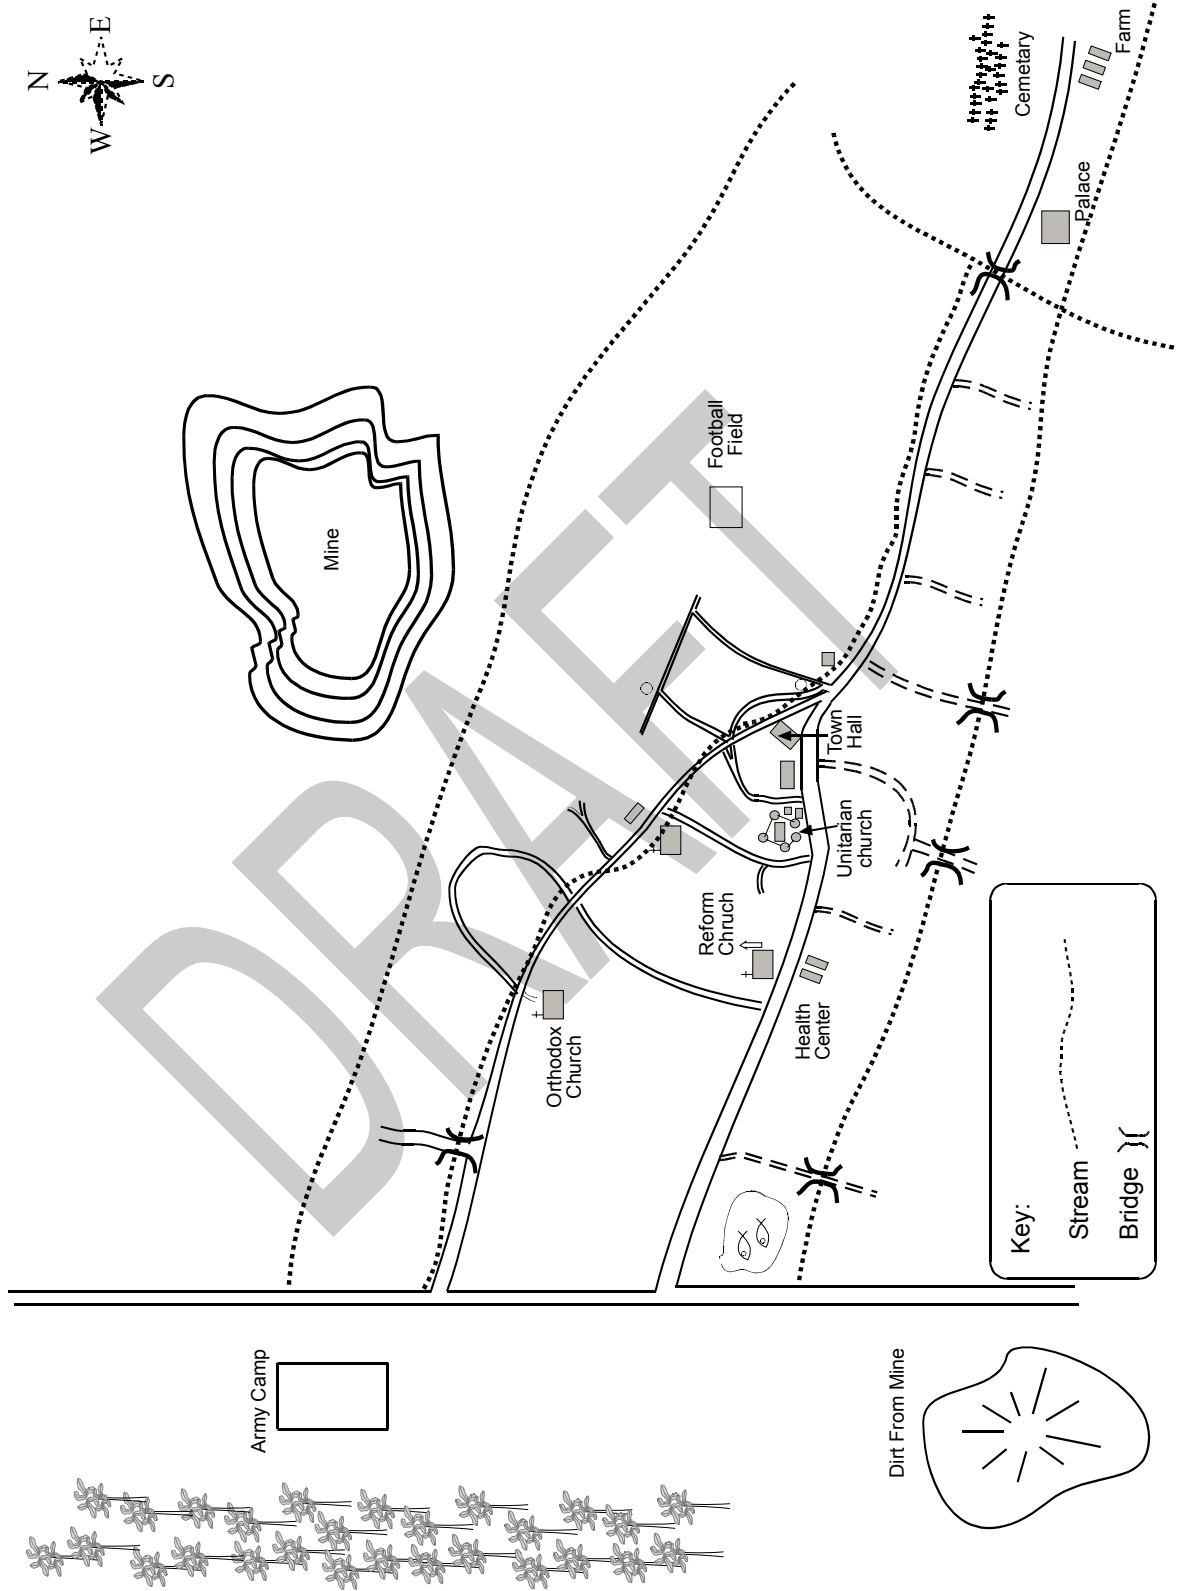 N
E
S
W
Cemetary
Farm
Palace
Mine
Football
Field
DRAFT
Town
Hall
Unitarian
church
Reform
Chruch
Health
Center
Orthodox
Church
Key:
Stream
Bridge
Army Camp
Dirt From Mine